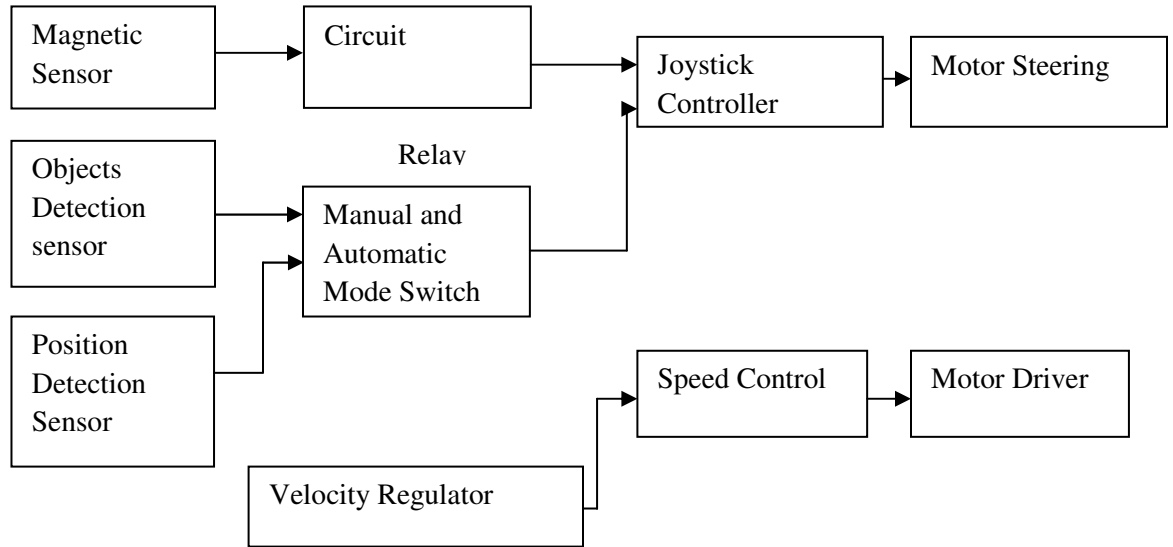 Magnetic
Sensor
Circuit
Joystick
Controller
Motor Steering
Objects
Detection
sensor
Relay
Manual and
Automatic
Mode Switch
Position
Detection
Sensor
Speed Control
Motor Driver
Velocity Regulator